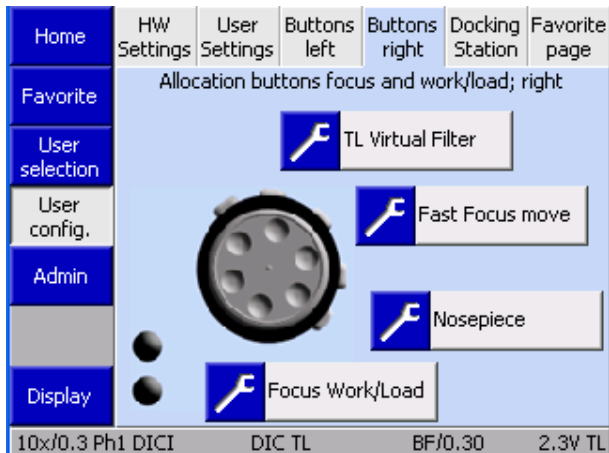 Home
HW Settings
User Settings
Buttons left
Buttons right
Docking Station
Favorite page
Favorite
Allocation buttons focus and work/load; right
TL Virtual Filter
User selection
User config.
Fast Focus move
Admin
Nosepiece
Display
Focus Work/Load
10x/0.3 Ph1 DICI DIC TL BF/0.30 2.3V TL